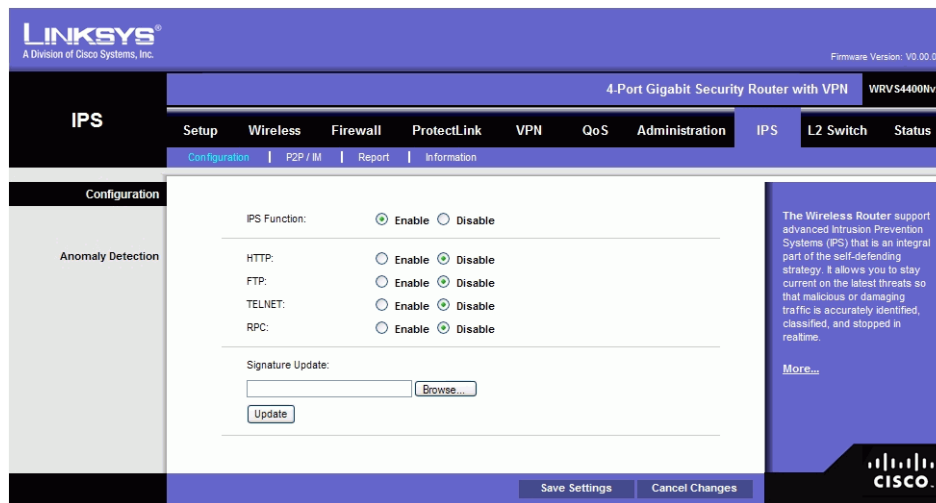 LINKSYS®
A Division of Cisco Systems, Inc.
Firmware Version: V0.00.0
4-Port Gigabit Security Router with VPN WRVS4400Nv
IPS
Setup Wireless Firewall ProtectLink VPN QoS Administration IPS L2 Switch Status
Configuration | P2P / IM | Report | Information
Configuration
IPS Function: Enable Disable
Anomaly Detection
HTTP: Enable Disable
FTP: Enable Disable
TELNET: Enable Disable
RPC: Enable Disable
Signature Update:
Browse...
Update
The Wireless Router support
advanced Intrusion Prevention
Systems (IPS) that is an integral
part of the self-defending
strategy. It allows you to stay
current on the latest threats so
that malicious or damaging
traffic is accurately identified,
classified, and stopped in
realtime.
More...
Save Settings Cancel Changes
CISCO.